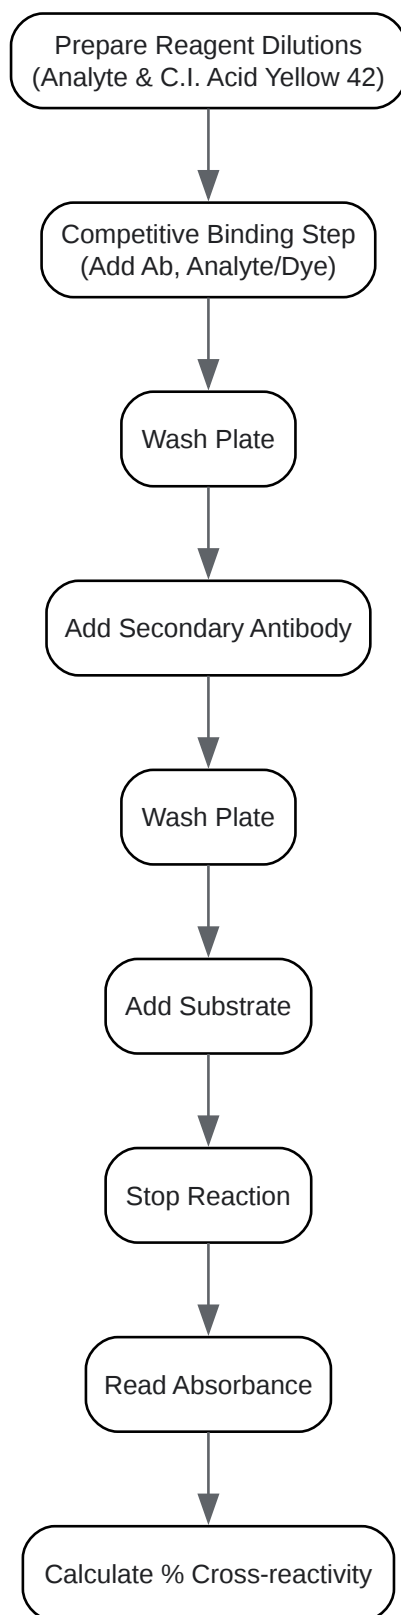 Prepare Reagent Dilutions
(Analyte & C.I. Acid Yellow 42)
Competitive Binding Step
(Add Ab, Analyte/Dye)
Wash Plate
Add Secondary Antibody
Wash Plate
Add Substrate
Stop Reaction
Read Absorbance
Calculate % Cross-reactivity